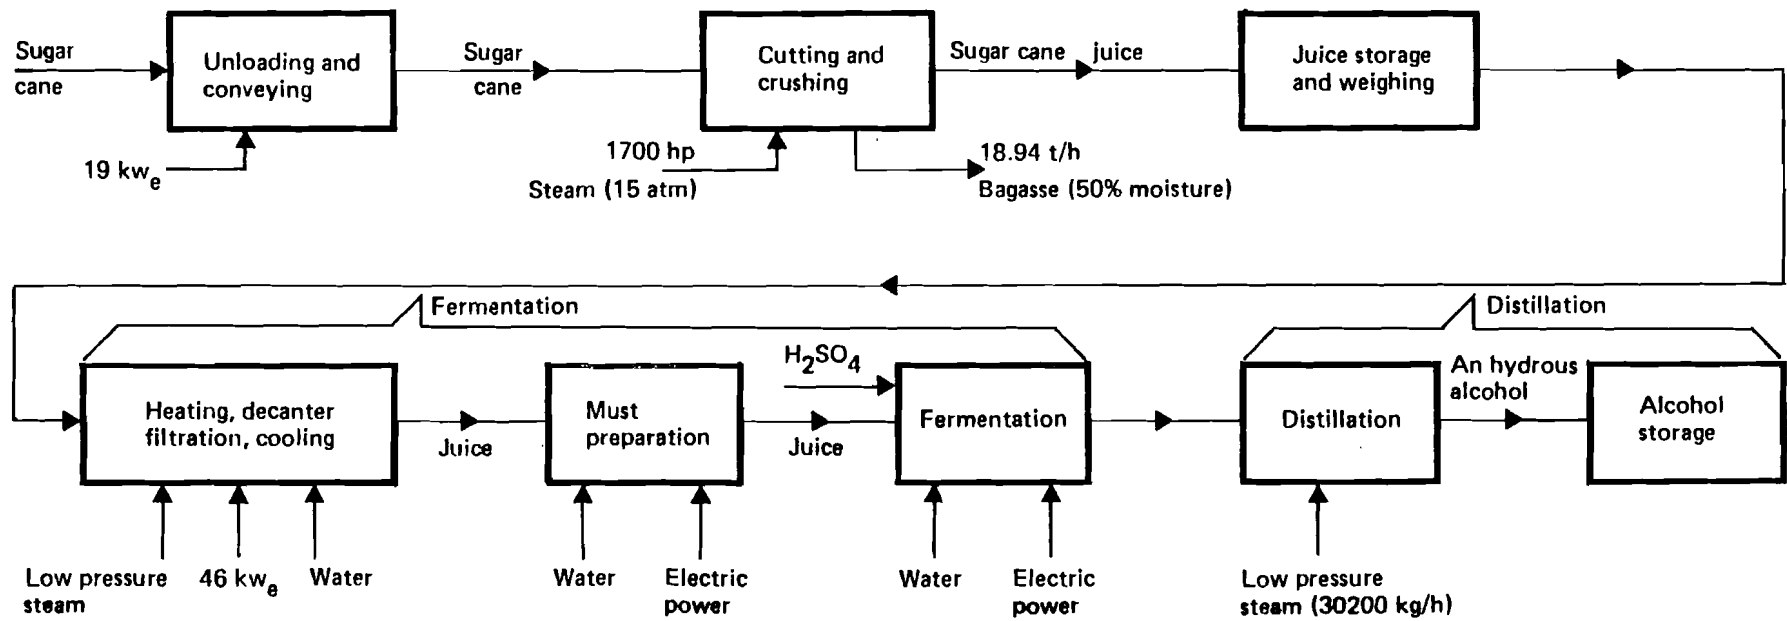 Sugar
cane
Unloading and
conveying
19 kwe
Sugar
cane
Cutting and
crushing
1700 hp
Steam (15 atm)
18.94 t/h
Bagasse (50% moisture)
Sugar cane juice
Juice storage
and weighing
Fermentation
Distillation
Heating, decanter
filtration, cooling
Low pressure
steam
46 kwe
Water
Juice
Must
preparation
Water
Electric
power
H2SO4
Juice
Fermentation
Water
Electric
power
Distillation
Low pressure
steam (30200 kg/h)
An hydrous
alcohol
Alcohol
storage